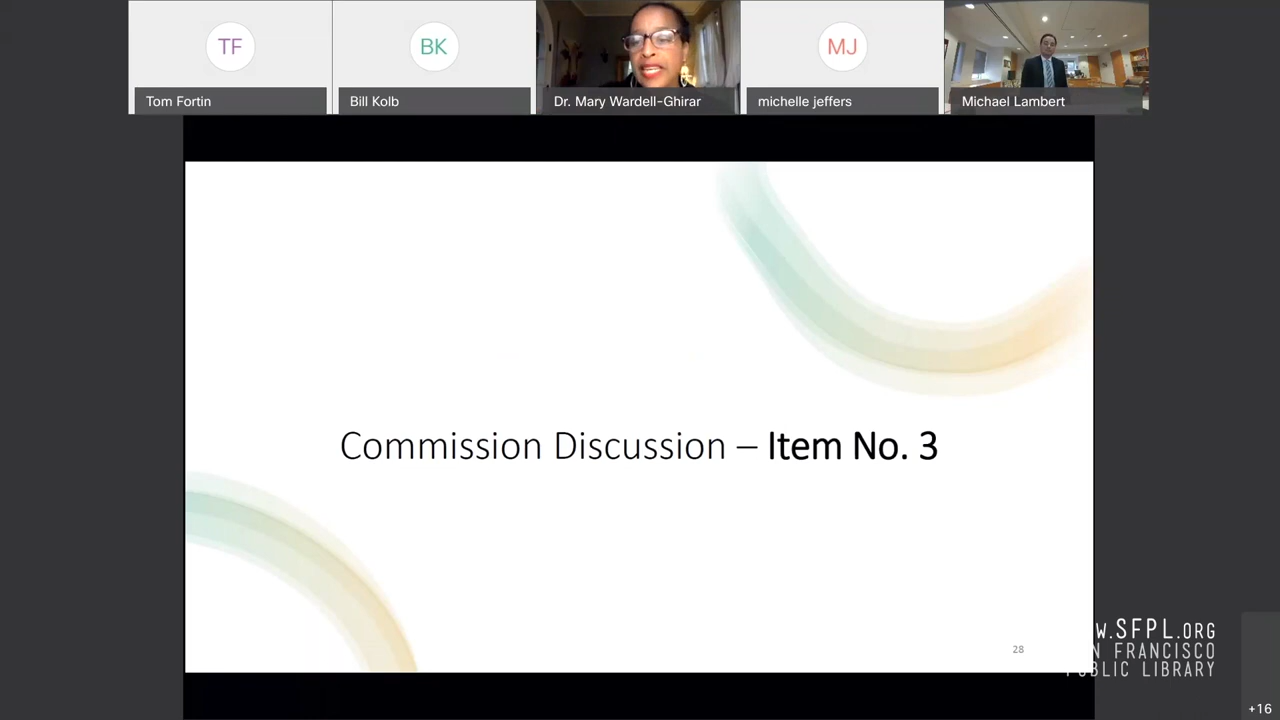 TF
BK
MJ
Tom Fortin
Bill Kolb
Dr. Mary Wardell-Ghirar
michelle jeffers
Michael Lambert
Commission Discussion – Item No. 3
28
W.SFPL.ORG
N FRANCISCO
PUBLIC LIBRARY
+16